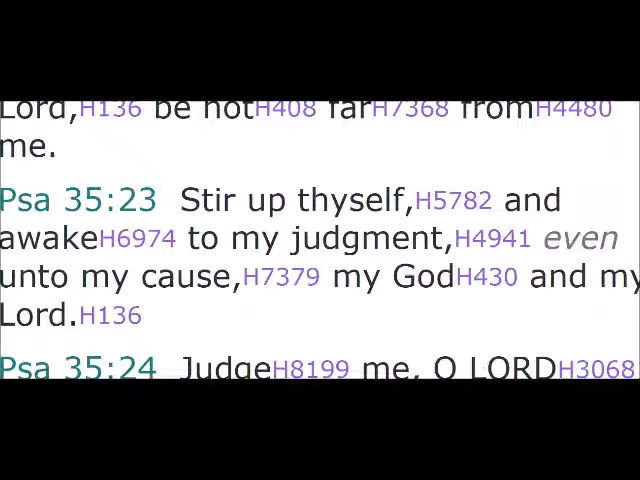 Lord,H136 be notH408 farH7368 fromH4480
me.
Psa 35:23 Stir up thyself,H5782 and
awakeH6974 to my judgment,H4941 even
unto my cause,H7379 my GodH430 and my
Lord.H136
Psa 35:24 JudgeH8199 me, O LORDH3068